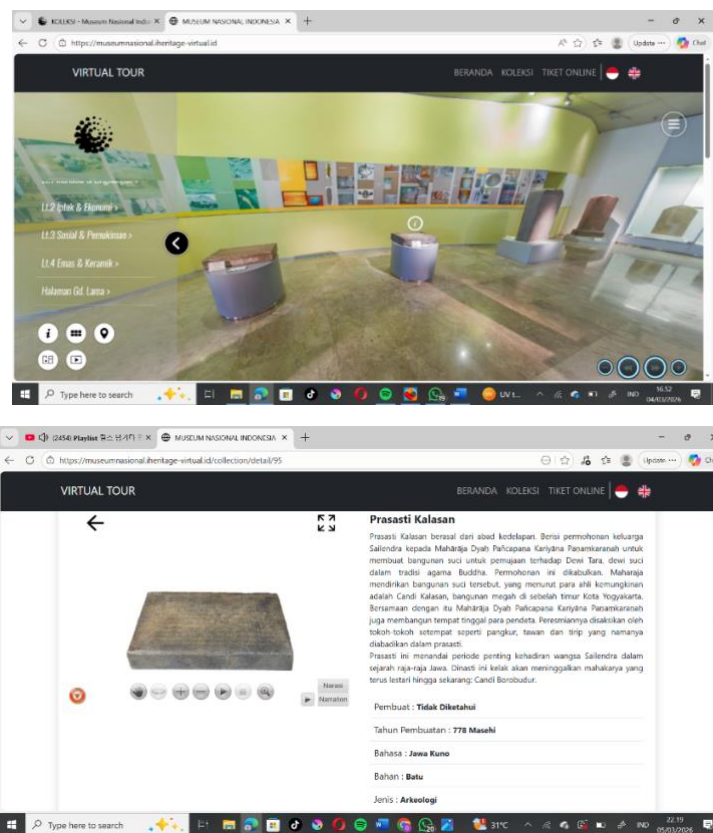 KOLEKSI - Museum Nasional Indo
MUSEUM NASIONAL INDONESIA
https://museumnasional.iheritage-virtual.id
Update
Chat
VIRTUAL TOUR
BERANDA KOLEKSI TIKET ONLINE
Lt.2 Iptek & Ekonomi >
Lt.3 Sosial & Pemukiman >
Lt.4 Emas & Keramik >
Halaman Gd. Lama >
Type here to search
UV t...
IND
16.52
04/03/2026
(2454) Playlist
MUSEUM NASIONAL INDONESIA
https://museumnasional.iheritage-virtual.id/collection/detail/95
Update
VIRTUAL TOUR
BERANDA KOLEKSI TIKET ONLINE
Prasasti Kalasan
Prasasti Kalasan berasal dari abad kedelapan. Berisi permohonan keluarga
Sailendra kepada Mahārāja Dyah Pañcapana Kariyāna Paṇamkaranah untuk
membuat bangunan suci untuk pemujaan terhadap Dewi Tara, dewi suci
dalam tradisi agama Buddha. Permohonan ini dikabulkan. Maharaja
mendirikan bangunan suci tersebut, yang menurut para ahli kemungkinan
adalah Candi Kalasan, bangunan megah di sebelah timur Kota Yogyakarta.
Bersamaan dengan itu Mahārāja Dyah Pañcapana Kariyāna Paṇamkaranah
juga membangun tempat tinggal para pendeta. Peresmiannya disaksikan oleh
tokoh-tokoh setempat seperti pangkur, tawan dan tirip yang namanya
diabadikan dalam prasasti.
Prasasti ini menandai periode penting kehadiran wangsa Sailendra dalam
sejarah raja-raja Jawa. Dinasti ini kelak akan meninggalkan mahakarya yang
terus lestari hingga sekarang: Candi Borobudur.
Narasi
Narration
Pembuat : Tidak Diketahui
Tahun Pembuatan : 778 Masehi
Bahasa : Jawa Kuno
Bahan : Batu
Jenis : Arkeologi
Type here to search
31°C
IND
22.19
05/03/2026